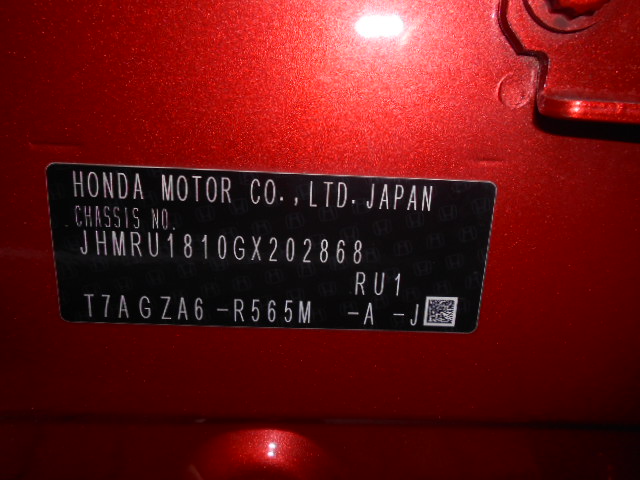 HONDA MOTOR CO.,LTD.JAPAN
CHASSIS NO.
JHMRU1810GX202868
RU1
T7AGZA6-R565M -A -J